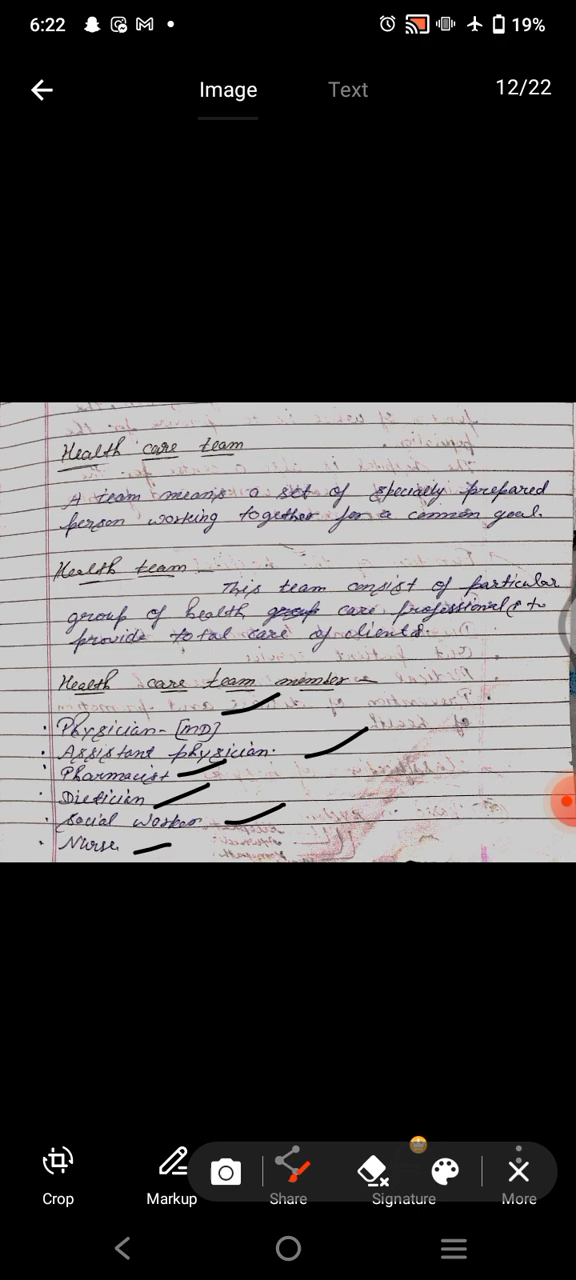 6:22
19%
Image
Text
12/22
Health care team
A team means a set of specially prepared
person working together for a common goal.
Health team -
This team consist of particular
group of health group care professionals to
provide total care of clients.
Health care team member -
• Physician - [MD]
• Assistant physician.
• Pharmacist
• Dietician
• Social worker
• Nurse
Crop
Markup
Share
Signature
More